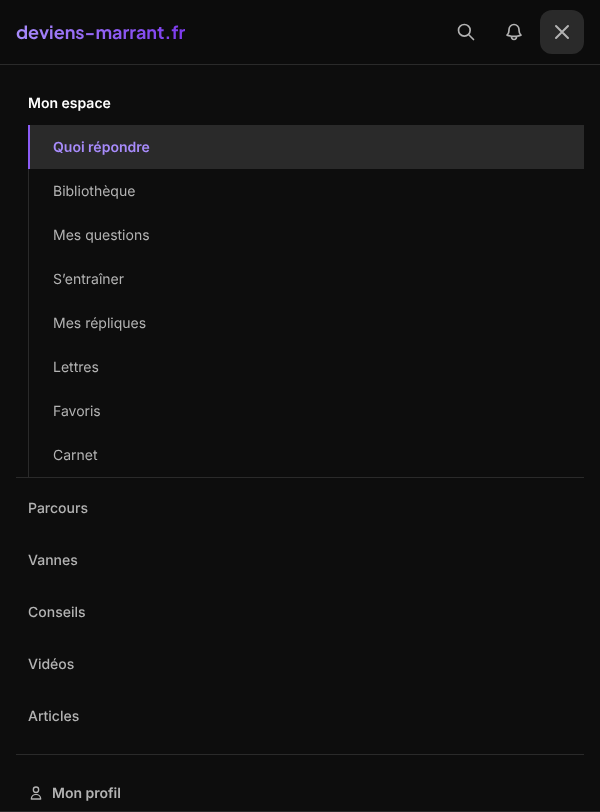 deviens-marrant.fr
Mon espace
Quoi répondre
Bibliothèque
Mes questions
S’entraîner
Mes répliques
Lettres
Favoris
Carnet
Parcours
Vannes
Conseils
Vidéos
Articles
Mon profil